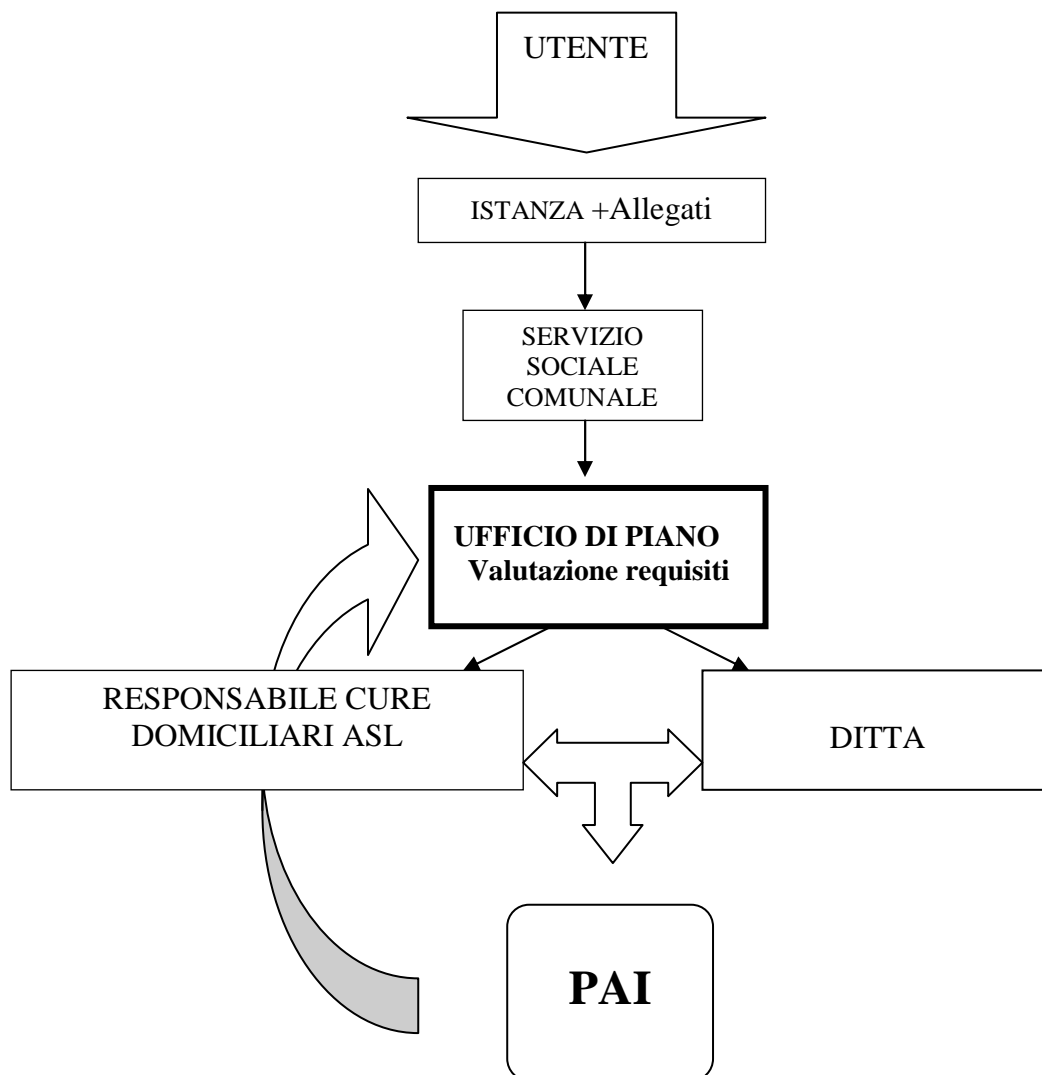 UTENTE
ISTANZA +Allegati
SERVIZIO
SOCIALE
COMUNALE
UFFICIO DI PIANO
Valutazione requisiti
RESPONSABILE CURE
DOMICILIARI ASL
DITTA
PAI